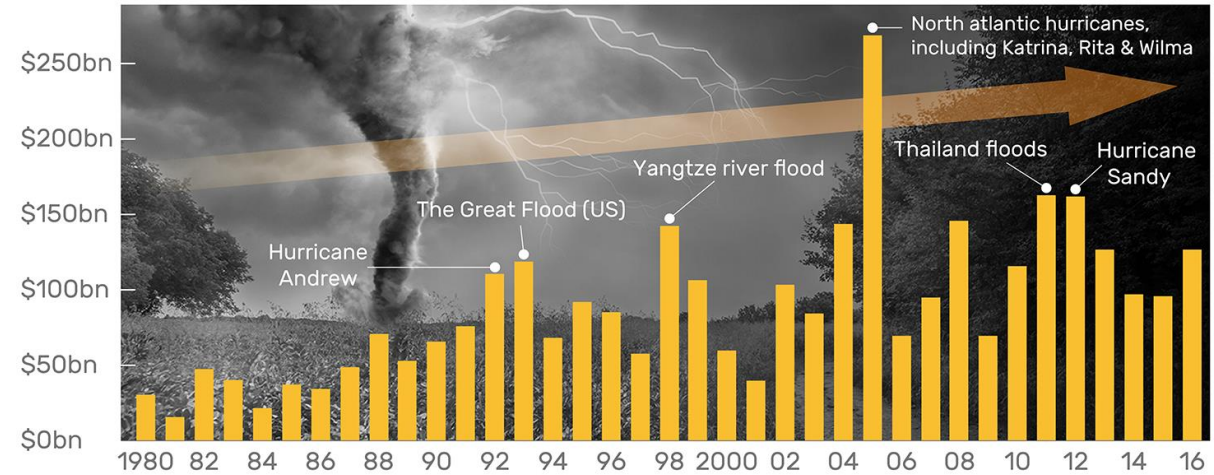 North atlantic hurricanes,
including Katrina, Rita & Wilma
$250bn
$200bn
Thailand floods
Hurricane
Sandy
Yangtze river flood
$150bn
The Great Flood (US)
Hurricane
Andrew
$100bn
$50bn
$0bn
1980 82 84 86 88 90 92 94 96 98 2000 02 04 06 08 10 12 14 16